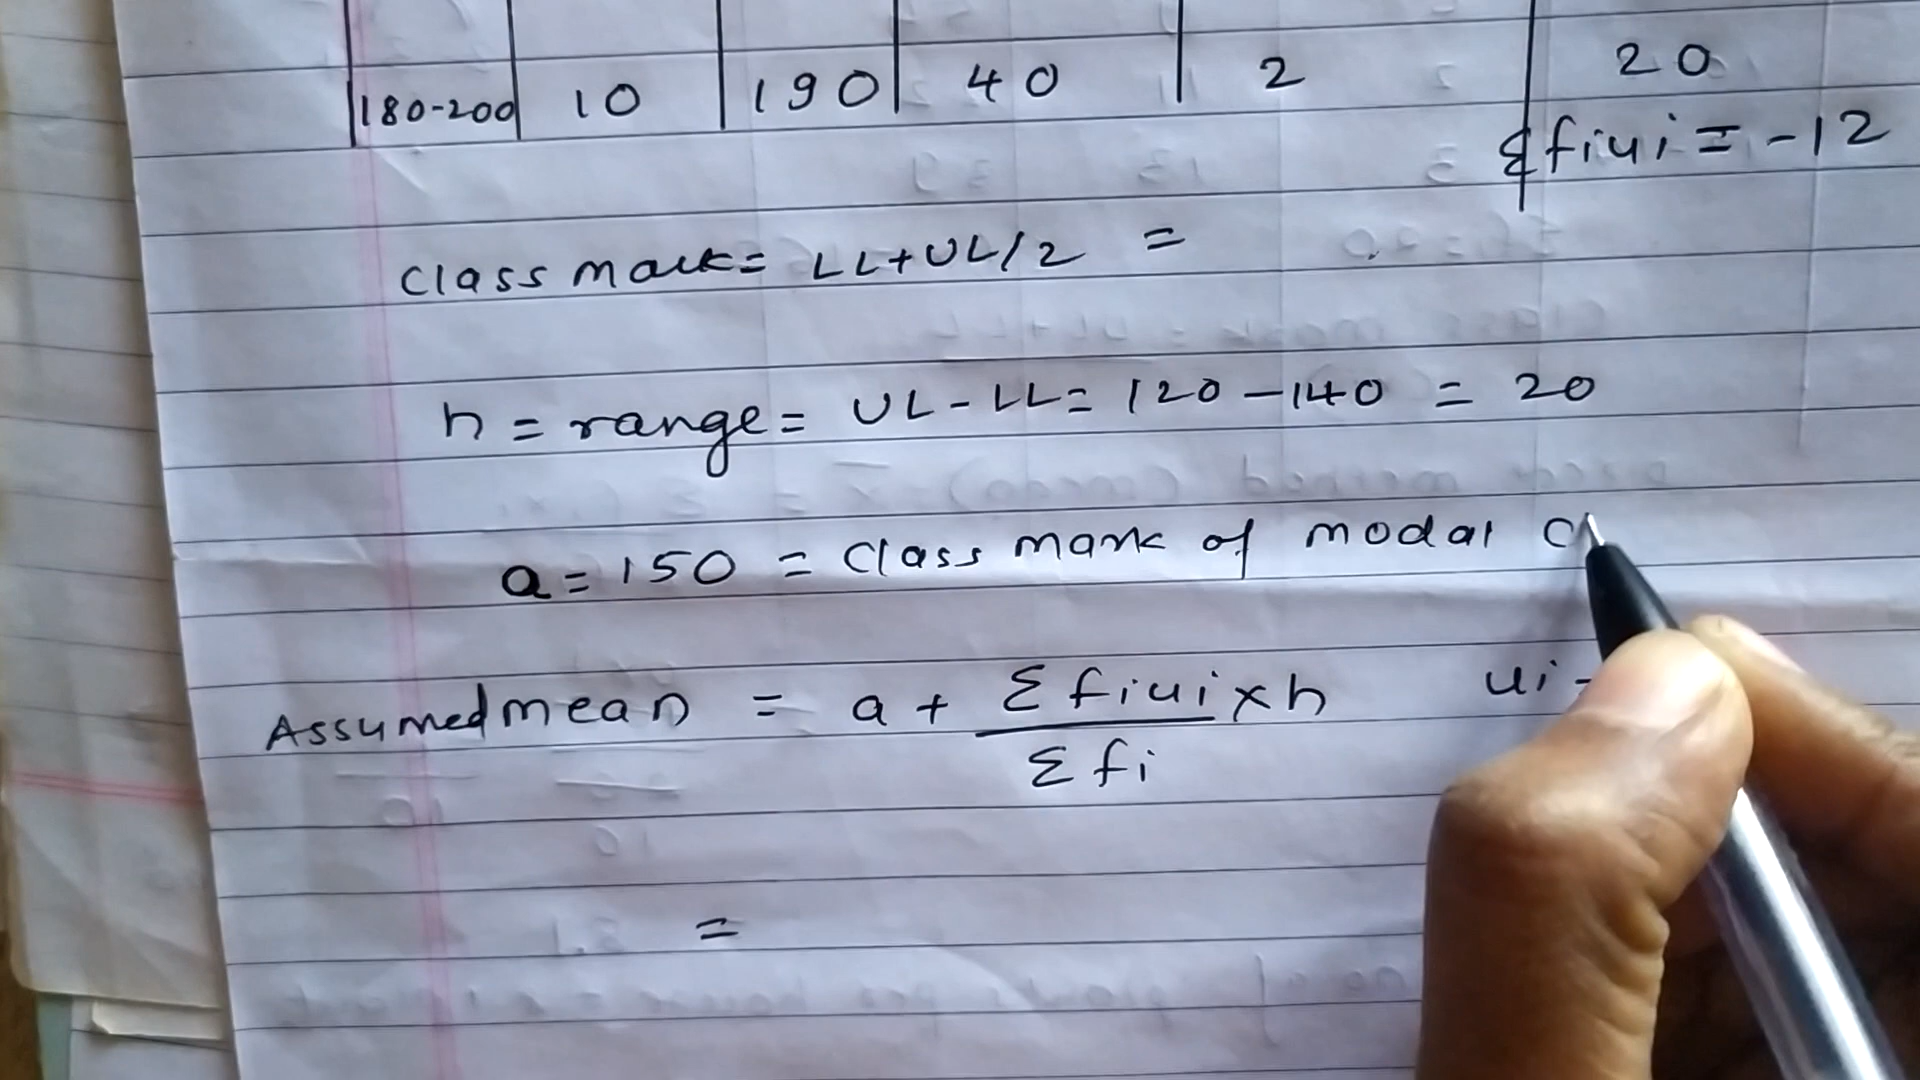 180-200 10 190 40 2 20
Σfiui = -12
class mark = LL+UL/2 =
h = range = UL - LL = 120 - 140 = 20
a = 150 = class mark of modal
Assumed mean = a + Σfiui × h ui
Σfi
=